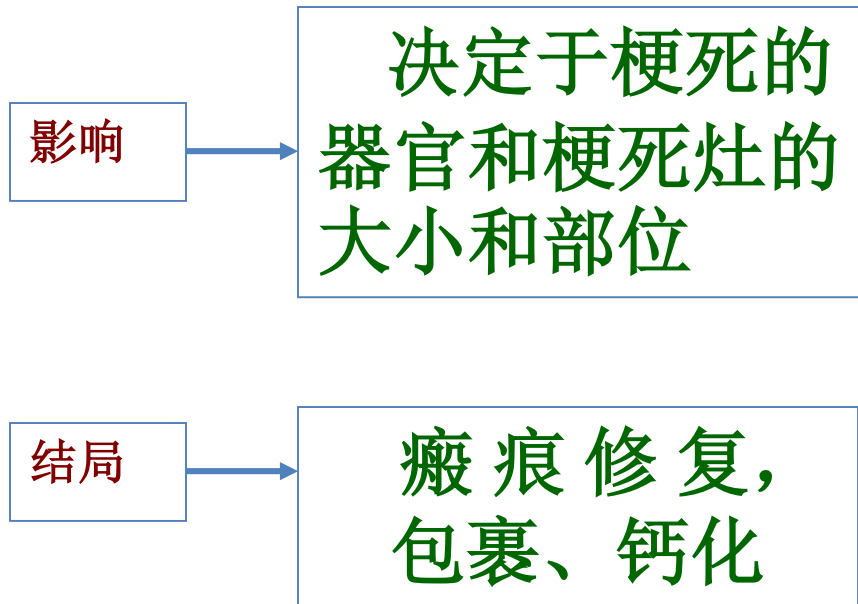 影响
决定于梗死的
器官和梗死灶的
大小和部位
结局
瘢 痕 修 复，
包裹、钙化